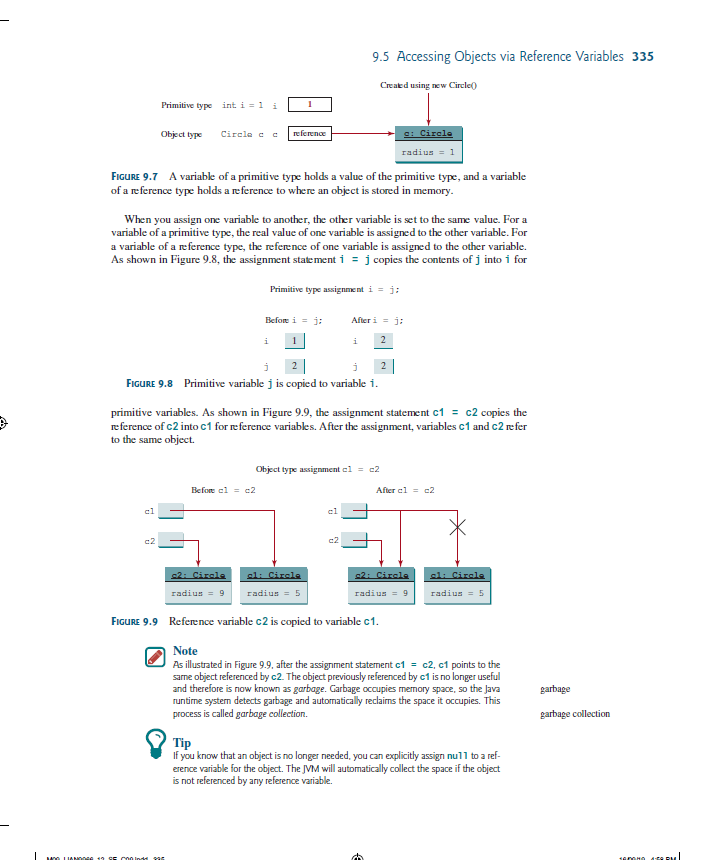 9.5 Accessing Objects via Reference Variables 335
Created using new Circle()
Primitive type int i = 1 i 1
Object type Circle c c reference
c: Circle
radius = 1
FIGURE 9.7 A variable of a primitive type holds a value of the primitive type, and a variable
of a reference type holds a reference to where an object is stored in memory.
When you assign one variable to another, the other variable is set to the same value. For a
variable of a primitive type, the real value of one variable is assigned to the other variable. For
a variable of a reference type, the reference of one variable is assigned to the other variable.
As shown in Figure 9.8, the assignment statement i = j copies the contents of j into i for
Primitive type assignment i = j;
Before i = j; After i = j;
i 1 i 2
j 2 j 2
FIGURE 9.8 Primitive variable j is copied to variable i.
primitive variables. As shown in Figure 9.9, the assignment statement c1 = c2 copies the
reference of c2 into c1 for reference variables. After the assignment, variables c1 and c2 refer
to the same object.
Object type assignment c1 = c2
Before c1 = c2 After c1 = c2
c1 c1
c2 c2
c2: Circle c1: Circle c2: Circle c1: Circle
radius = 9 radius = 5 radius = 9 radius = 5
FIGURE 9.9 Reference variable c2 is copied to variable c1.
Note
As illustrated in Figure 9.9, after the assignment statement c1 = c2, c1 points to the
same object referenced by c2. The object previously referenced by c1 is no longer useful
and therefore is now known as garbage. Garbage occupies memory space, so the Java
runtime system detects garbage and automatically reclaims the space it occupies. This
process is called garbage collection.
garbage
garbage collection
Tip
If you know that an object is no longer needed, you can explicitly assign null to a ref-
erence variable for the object. The JVM will automatically collect the space if the object
is not referenced by any reference variable.